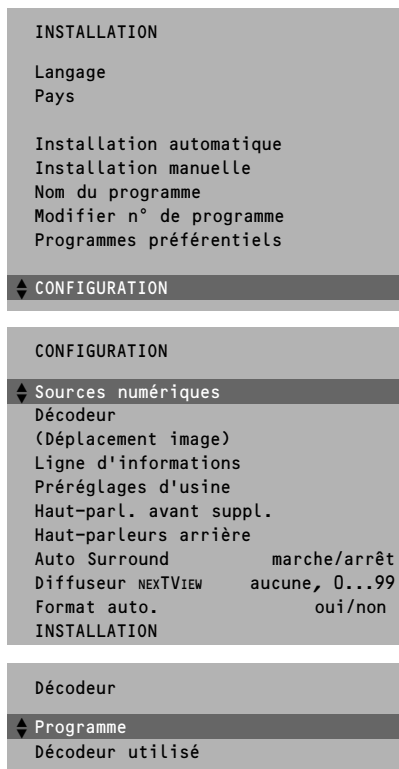 INSTALLATION
Langage
Pays
Installation automatique
Installation manuelle
Nom du programme
Modifier n° de programme
Programmes préférentiels
CONFIGURATION
CONFIGURATION
Sources numériques
Décodeur
(Déplacement image)
Ligne d'informations
Préréglages d'usine
Haut-parl. avant suppl.
Haut-parleurs arrière
Auto Surround marche/arrêt
Diffuseur NEXTVIEW aucune, 0...99
Format auto. oui/non
INSTALLATION
Décodeur
Programme
Décodeur utilisé